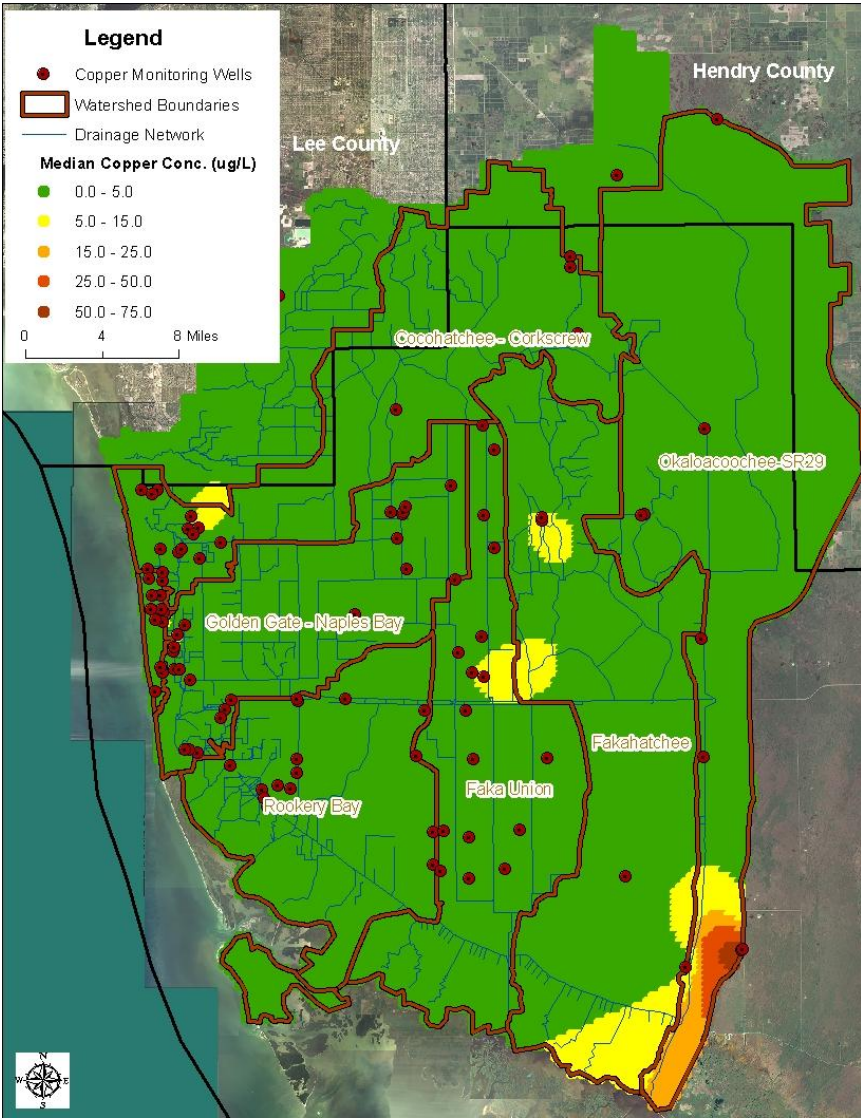 Legend
Copper Monitoring Wells
Watershed Boundaries
Drainage Network
Median Copper Conc. (ug/L)
0.0 - 5.0
5.0 - 15.0
15.0 - 25.0
25.0 - 50.0
50.0 - 75.0
0 4 8 Miles
Hendry County
Lee County
Cocohatchee - Corkscrew
Okaloacoochee-SR29
Golden Gate - Naples Bay
Fakahatchee
Faka Union
Rookery Bay
N
W E
S